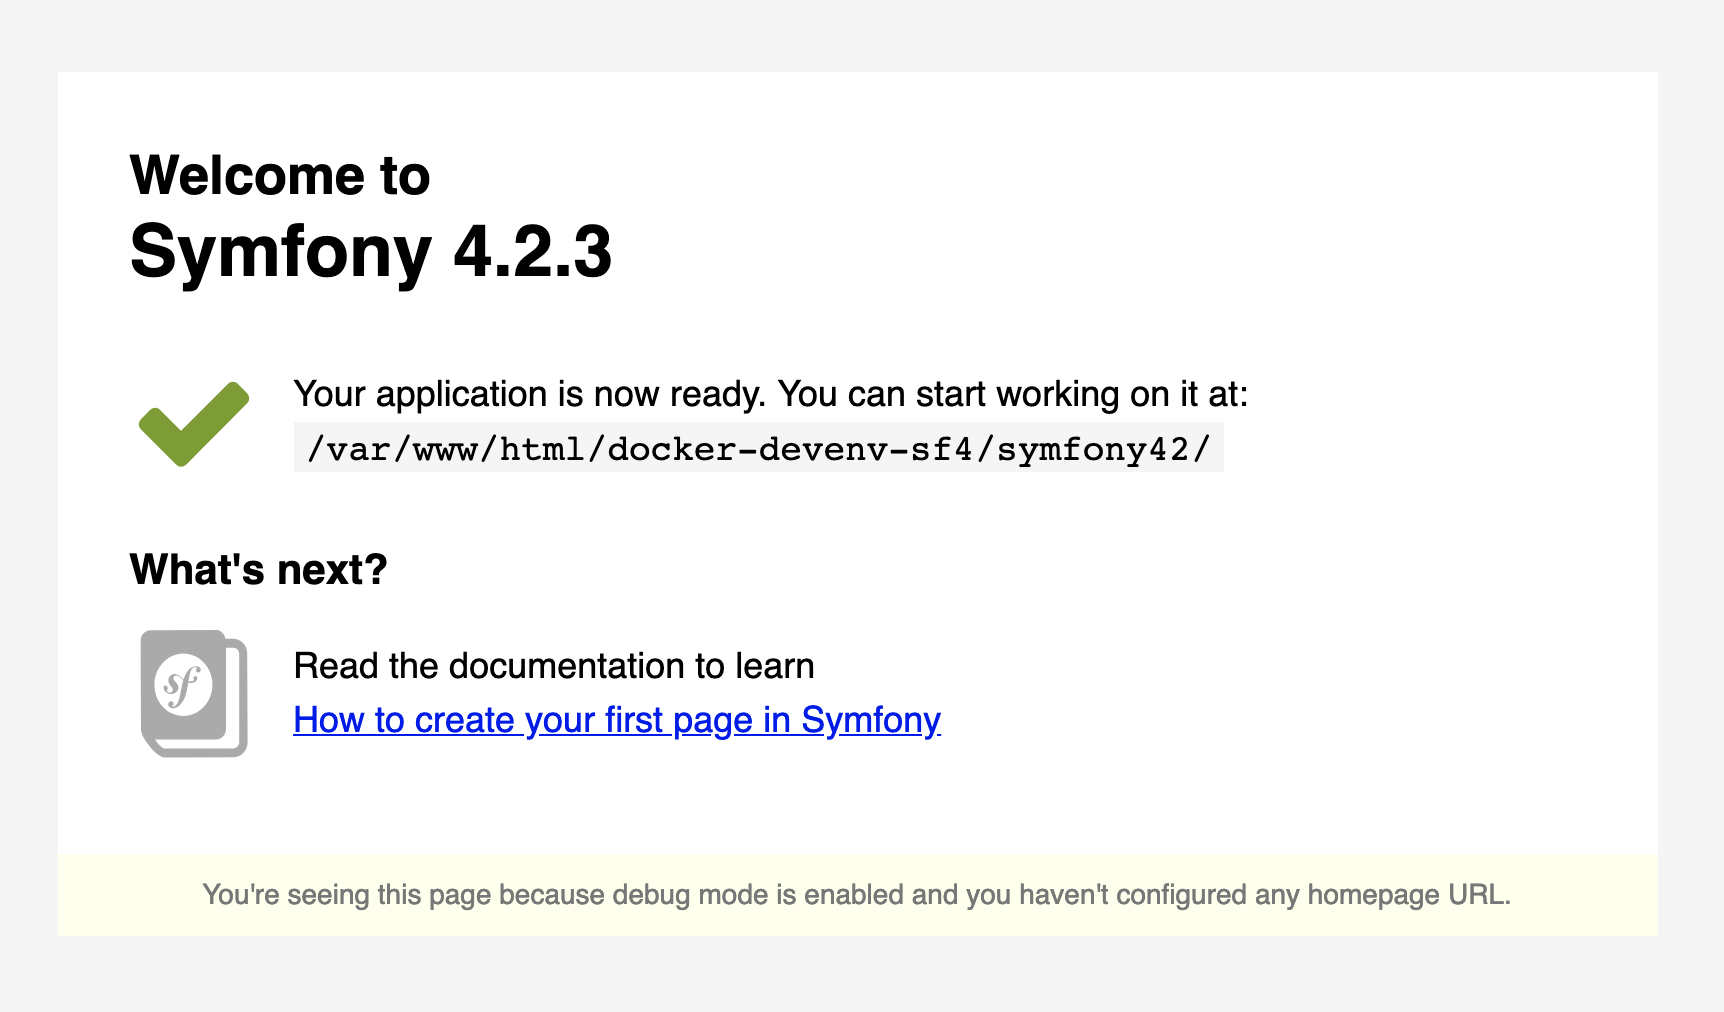 Welcome to
Symfony 4.2.3
Your application is now ready. You can start working on it at:
/var/www/html/docker-devenv-sf4/symfony42/
What's next?
sf
Read the documentation to learn
How to create your first page in Symfony
You're seeing this page because debug mode is enabled and you haven't configured any homepage URL.